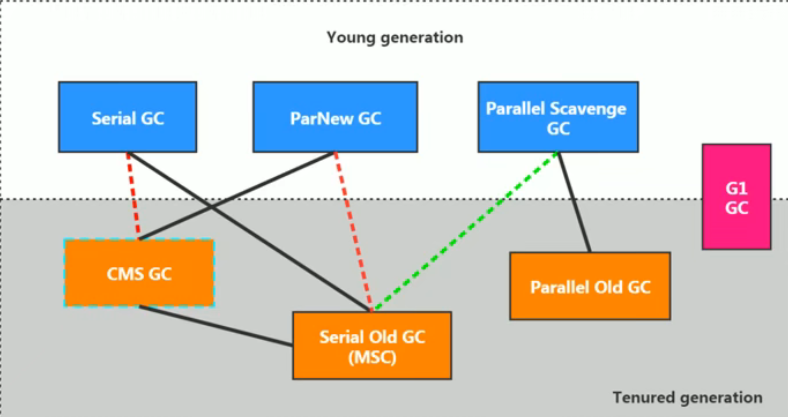 Young generation
Serial GC
ParNew GC
Parallel Scavenge
GC
G1
GC
CMS GC
Parallel Old GC
Serial Old GC
(MSC)
Tenured generation